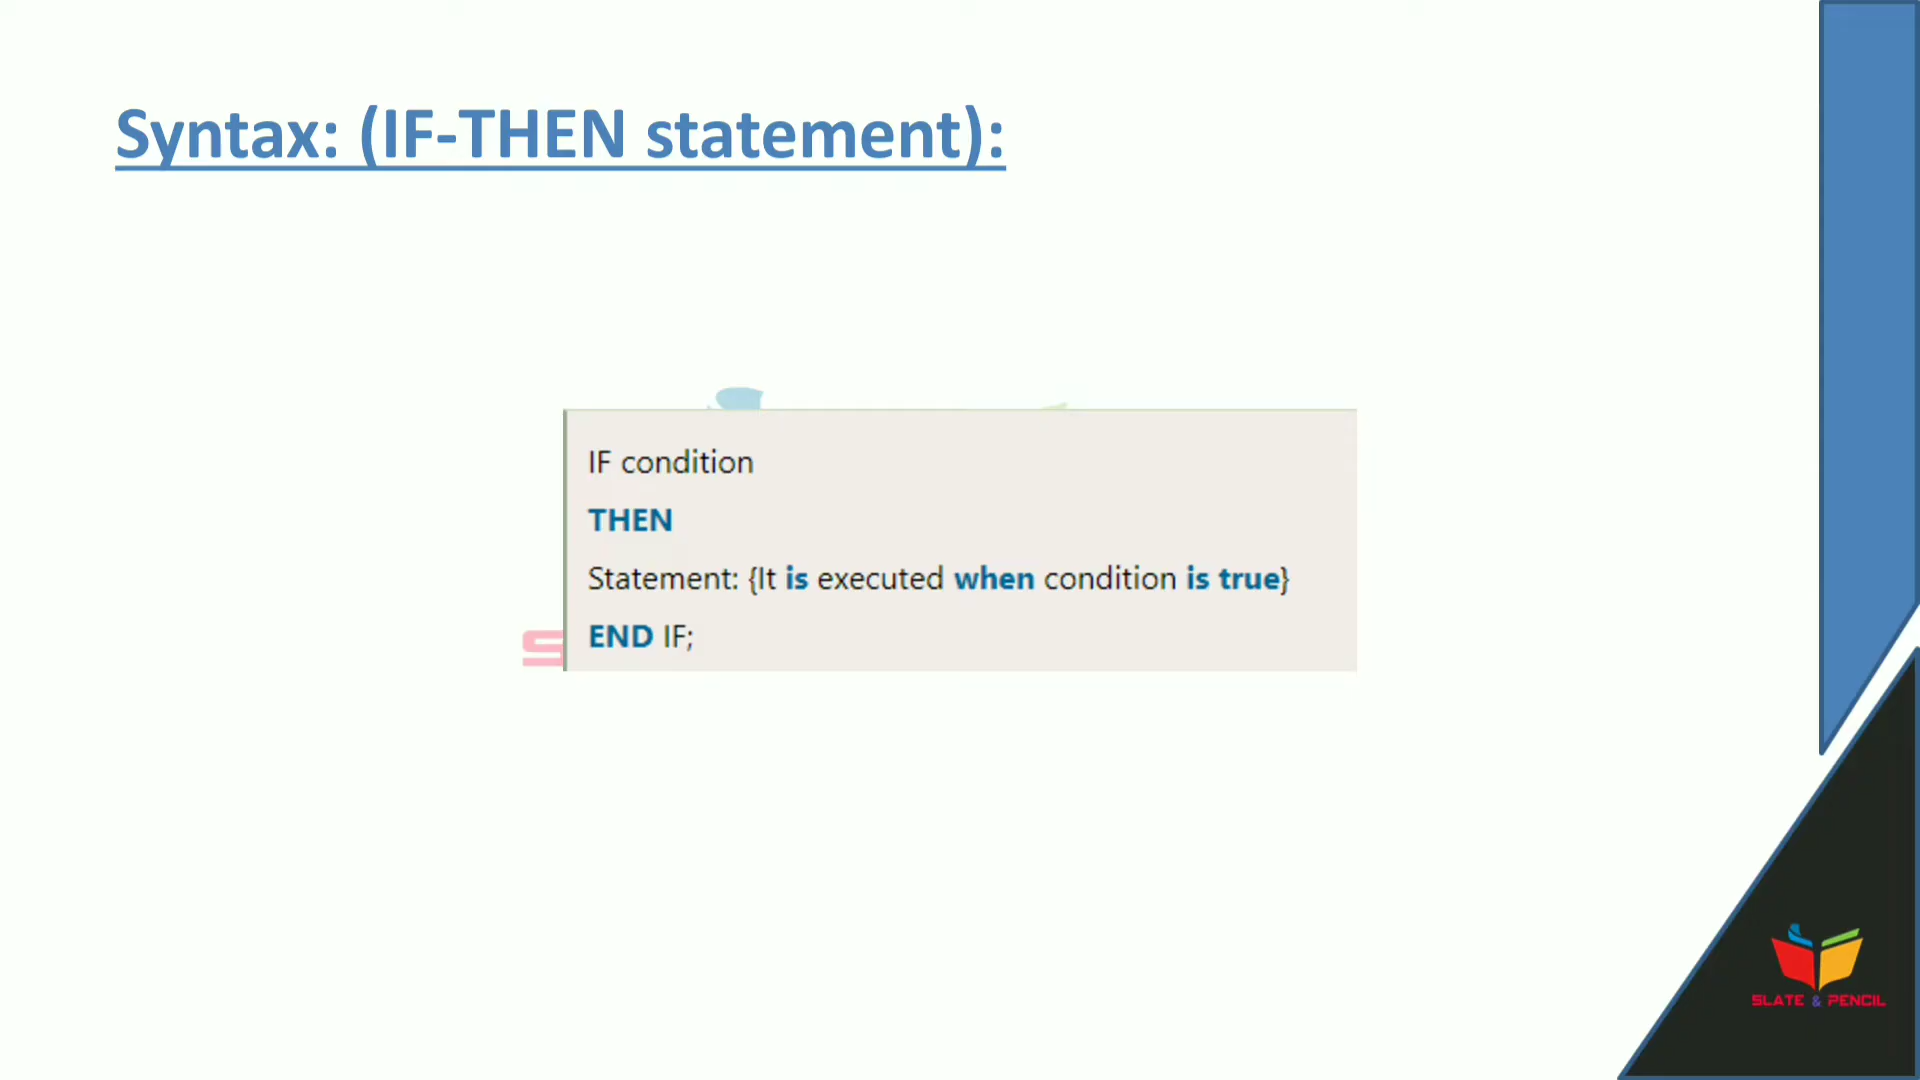 Syntax: (IF-THEN statement):
IF condition
THEN
Statement: {It is executed when condition is true}
END IF;
S
SLATE & PENCIL